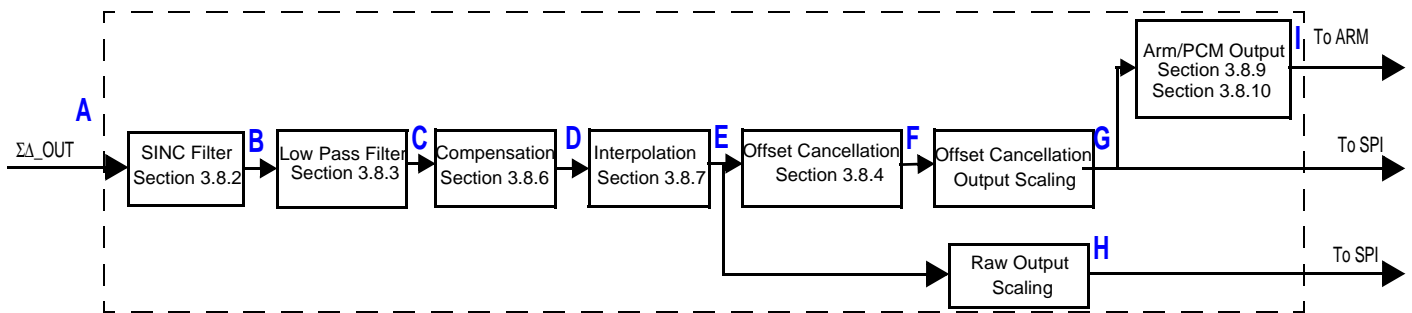 A
ΣΔ_OUT
SINC Filter
Section 3.8.2
B
Low Pass Filter
Section 3.8.3
C
Compensation
Section 3.8.6
D
Interpolation
Section 3.8.7
E
Offset Cancellation
Section 3.8.4
F
Offset Cancellation
Output Scaling
G
Arm/PCM Output
Section 3.8.9
Section 3.8.10
I
To ARM
To SPI
Raw Output
Scaling
H
To SPI